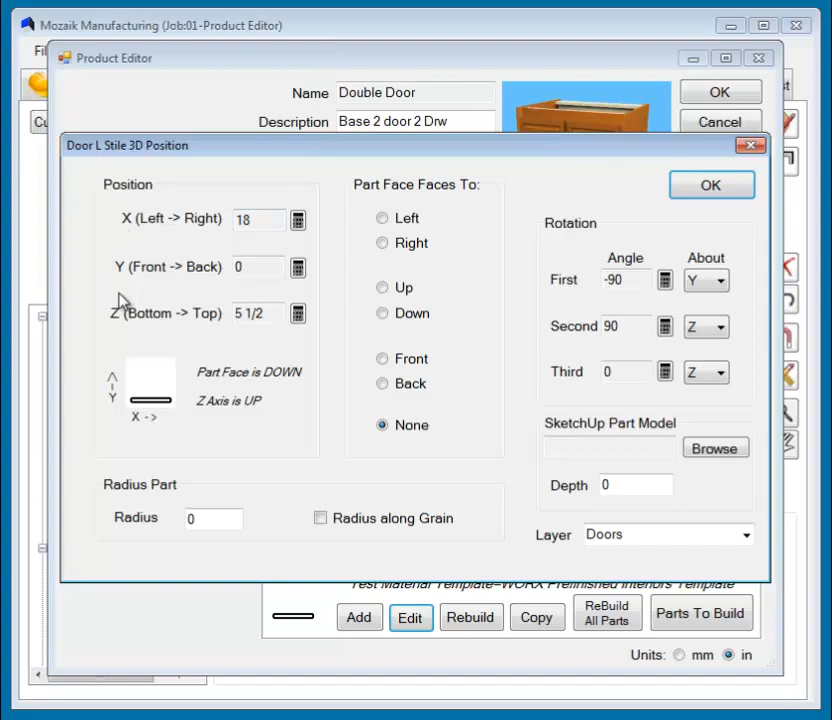 Mozaik Manufacturing (Job:01-Product Editor)
Product Editor
Name Double Door OK
Description Base 2 door 2 Drw Cancel
Door L Stile 3D Position
Position
X (Left -> Right) 18
Y (Front -> Back) 0
Z (Bottom -> Top) 5 1/2
Y
X ->
Part Face is DOWN
Z Axis is UP
Part Face Faces To:
Left
Right
Up
Down
Front
Back
None
OK
Rotation
Angle About
First -90 Y
Second 90 Z
Third 0 Z
SketchUp Part Model
Browse
Depth 0
Layer Doors
Radius Part
Radius 0
Radius along Grain
Test Material Template=WORX Prefinished Interiors Template
Add Edit Rebuild Copy ReBuild All Parts Parts To Build
Units: mm in